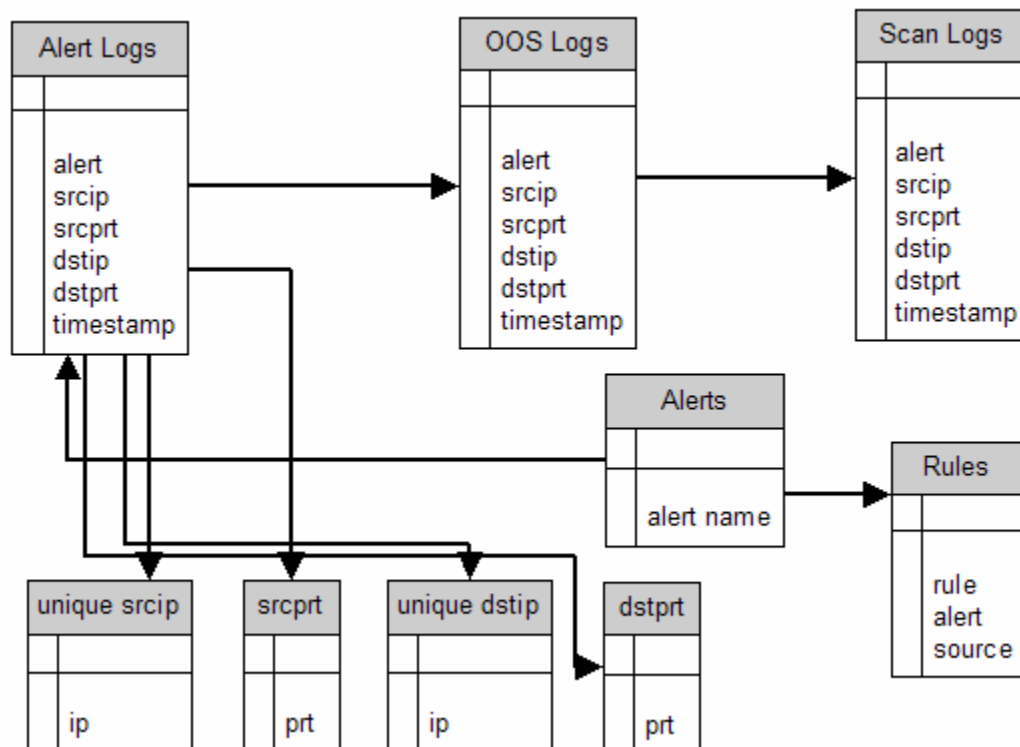 Alert Logs
alert
srcip
srcprt
dstip
dstprt
timestamp
OOS Logs
alert
srcip
srcprt
dstip
dstprt
timestamp
Scan Logs
alert
srcip
srcprt
dstip
dstprt
timestamp
Alerts
alert name
Rules
rule
alert
source
unique srcip
ip
srcprt
prt
unique dstip
ip
dstprt
prt